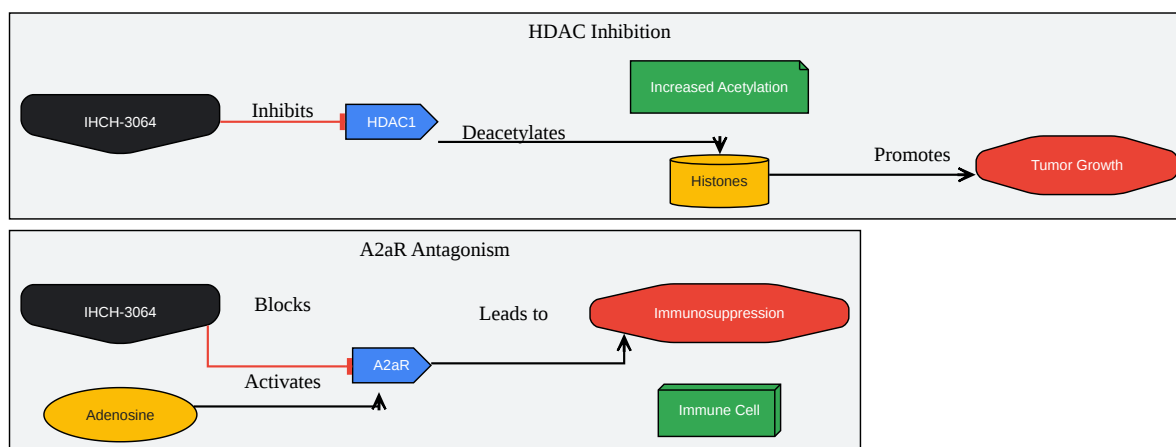 HDAC Inhibition
Increased Acetylation
IHCH-3064
Inhibits
HDAC1
Deacetylates
Histones
Promotes
Tumor Growth
A2aR Antagonism
IHCH-3064
Blocks
Leads to
Immunosuppression
A2aR
Activates
Adenosine
Immune Cell